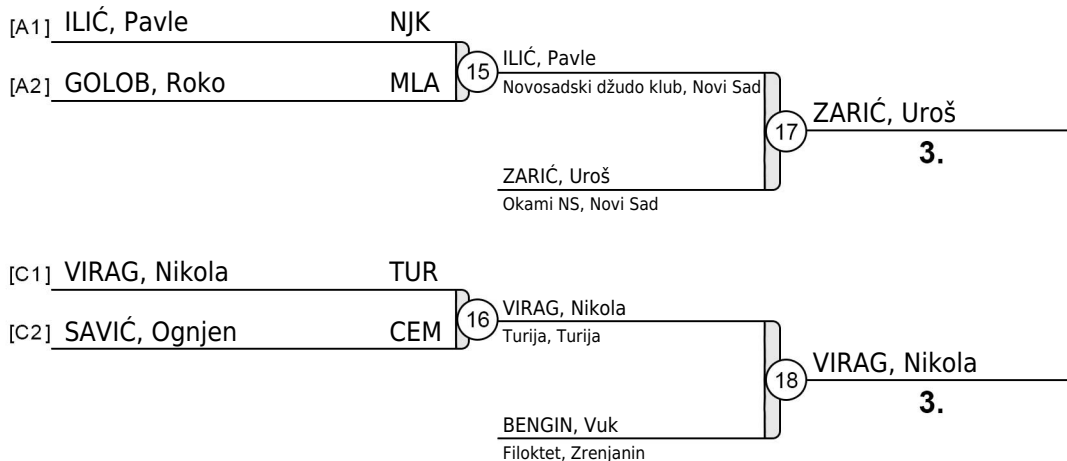 [A1] ILIĆ, Pavle NJK
[A2] GOLOB, Roko MLA
15
ILIĆ, Pavle
Novosadski džudo klub, Novi Sad
17
ZARIĆ, Uroš
3.
ZARIĆ, Uroš
Okami NS, Novi Sad
[C1] VIRAG, Nikola TUR
[C2] SAVIĆ, Ognjen CEM
16
VIRAG, Nikola
Turija, Turija
18
VIRAG, Nikola
3.
BENGIN, Vuk
Filoktet, Zrenjanin